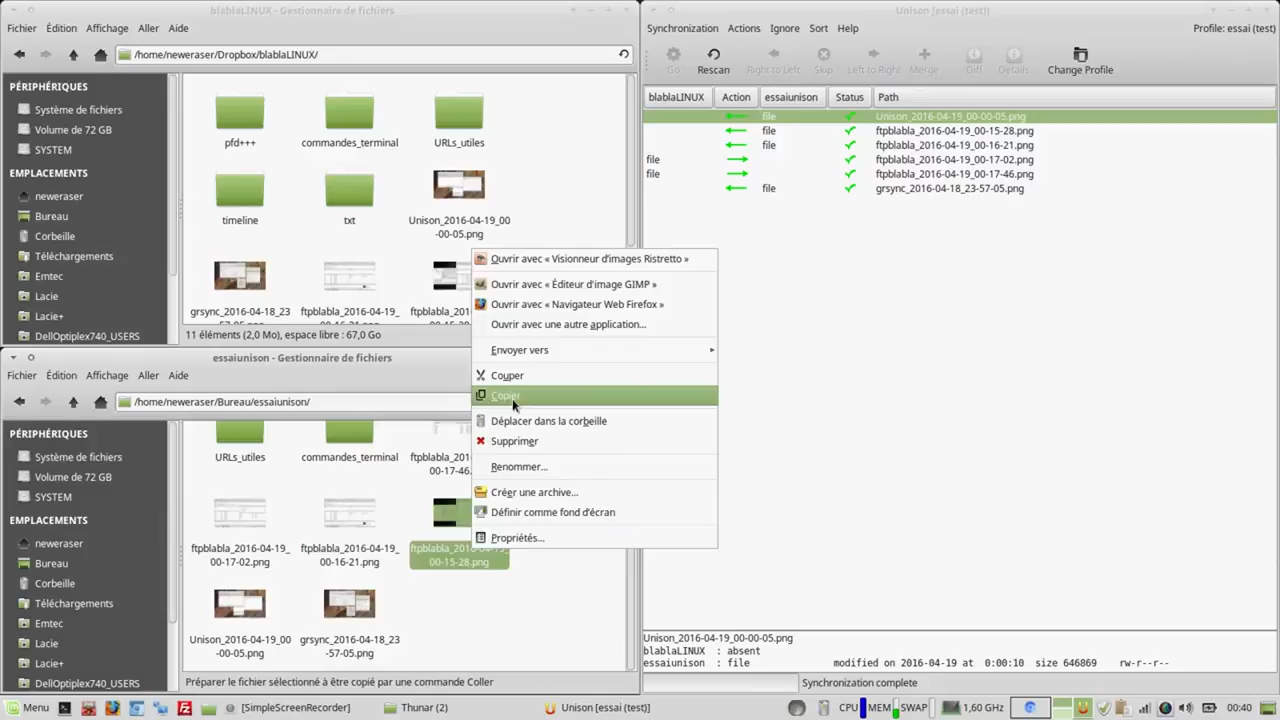 blablaLINUX - Gestionnaire de fichiers
Fichier Édition Affichage Aller Aide
/home/neweraser/Dropbox/blablaLINUX/
PÉRIPHÉRIQUES
Système de fichiers
Volume de 72 GB
SYSTEM
EMPLACEMENTS
neweraser
Bureau
Corbeille
Téléchargements
Emtec
Lacie
Lacie+
DellOptiplex740_USERS
pfd+++
commandes_terminal
URLs_utiles
timeline
txt
Unison_2016-04-19_00
-00-05.png
grsync_2016-04-18_23
ftpblabla_2016-04-19_
11 éléments (2,0 Mo), espace libre : 67,0 Go
essaiunison - Gestionnaire de fichiers
Fichier Édition Affichage Aller Aide
/home/neweraser/Bureau/essaiunison/
PÉRIPHÉRIQUES
Système de fichiers
Volume de 72 GB
SYSTEM
EMPLACEMENTS
neweraser
Bureau
Corbeille
Téléchargements
Emtec
Lacie
Lacie+
DellOptiplex740_USERS
URLs_utiles
commandes_terminal
ftpblabla_2016
00-17-46.
ftpblabla_2016-04-19_
00-17-02.png
ftpblabla_2016-04-19_
00-16-21.png
00-15-28.png
Unison_2016-04-19_00
-00-05.png
grsync_2016-04-18_23
-57-05.png
Préparer le fichier sélectionné à être copié par une commande Coller
Ouvrir avec « Visionneur d'images Ristretto »
Ouvrir avec « Éditeur d'image GIMP »
Ouvrir avec « Navigateur Web Firefox »
Ouvrir avec une autre application...
Envoyer vers
Couper
Copier
Déplacer dans la corbeille
Supprimer
Renommer...
Créer une archive...
Définir comme fond d'écran
Propriétés...
Unison [essai (test)]
Synchronization Actions Ignore Sort Help Profile: essai (test)
Go Rescan Right to Left Skip Left to Right Merge Diff Details Change Profile
blablaLINUX Action essaiunison Status Path
file Unison_2016-04-19_00-00-05.png
file ftpblabla_2016-04-19_00-15-28.png
file ftpblabla_2016-04-19_00-16-21.png
file ftpblabla_2016-04-19_00-17-02.png
file ftpblabla_2016-04-19_00-17-46.png
file grsync_2016-04-18_23-57-05.png
Unison_2016-04-19_00-00-05.png
blablaLINUX : absent
essaiunison : file modified on 2016-04-19 at 0:00:10 size 646869 rw-r--r--
Synchronization complete
Menu [SimpleScreenRecorder] Thunar (2) Unison [essai (test)] CPU MEM SWAP 1,60 GHz 00:40